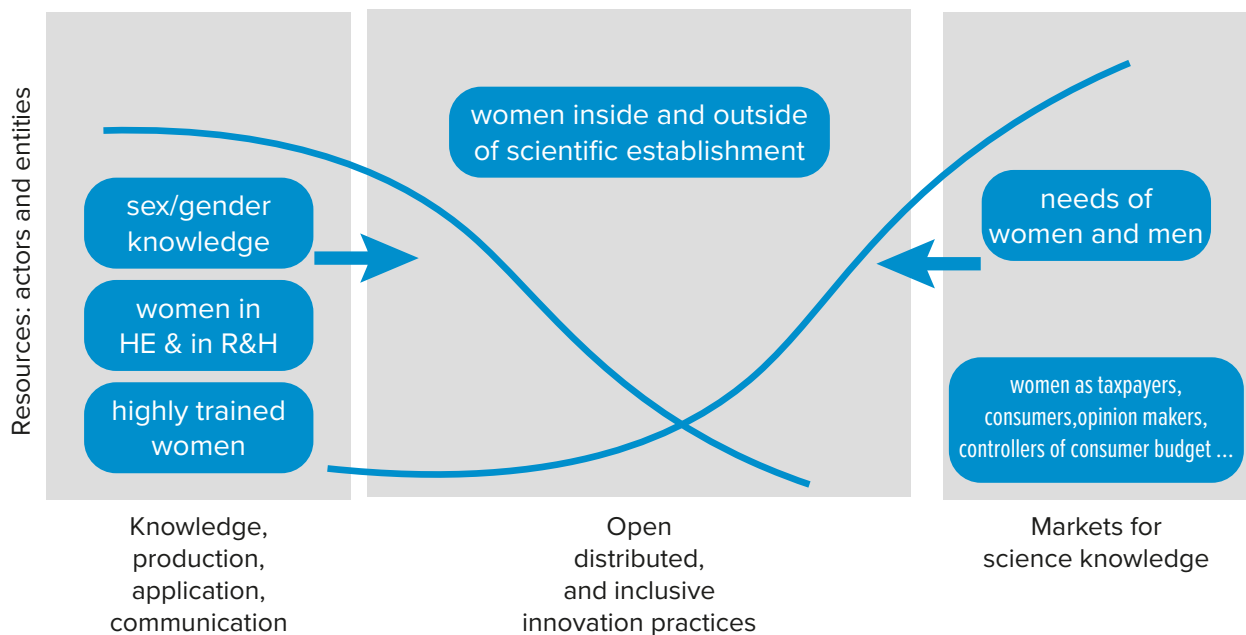 Resources: actors and entities
sex/gender
knowledge
women in
HE & in R&H
highly trained
women
women inside and outside
of scientific establishment
needs of
women and men
women as taxpayers,
consumers,opinion makers,
controllers of consumer budget ...
Knowledge,
production,
application,
communication
Open
distributed,
and inclusive
innovation practices
Markets for
science knowledge